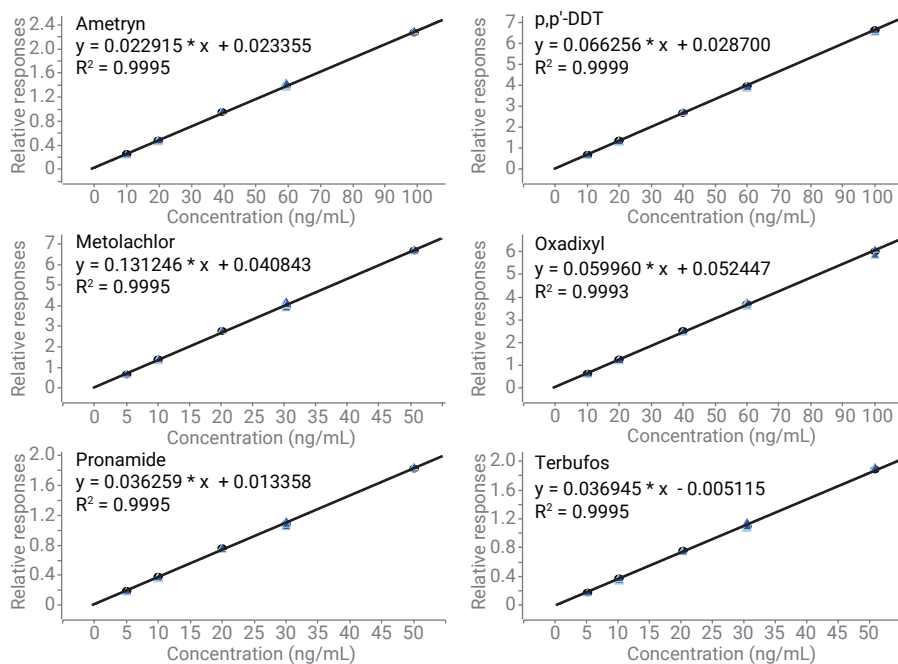 Ametryn
y = 0.022915 * x + 0.023355
R² = 0.9995
Relative responses
2.4
2.0
1.6
1.2
0.8
0.4
0
0 10 20 30 40 50 60 70 80 90 100
Concentration (ng/mL)
p,p'-DDT
y = 0.066256 * x + 0.028700
R² = 0.9999
Relative responses
7
6
5
4
3
2
1
0
0 10 20 30 40 50 60 70 80 90 100
Concentration (ng/mL)
Metolachlor
y = 0.131246 * x + 0.040843
R² = 0.9995
Relative responses
7
6
5
4
3
2
1
0
0 5 10 15 20 25 30 35 40 45 50
Concentration (ng/mL)
Oxadixyl
y = 0.059960 * x + 0.052447
R² = 0.9993
Relative responses
6
5
4
3
2
1
0
0 10 20 30 40 50 60 70 80 90 100
Concentration (ng/mL)
Pronamide
y = 0.036259 * x + 0.013358
R² = 0.9995
Relative responses
2.0
1.6
1.2
0.8
0.4
0
0 5 10 15 20 25 30 35 40 45 50
Concentration (ng/mL)
Terbufos
y = 0.036945 * x - 0.005115
R² = 0.9995
Relative responses
2.0
1.6
1.2
0.8
0.4
0
0 5 10 15 20 25 30 35 40 45 50
Concentration (ng/mL)